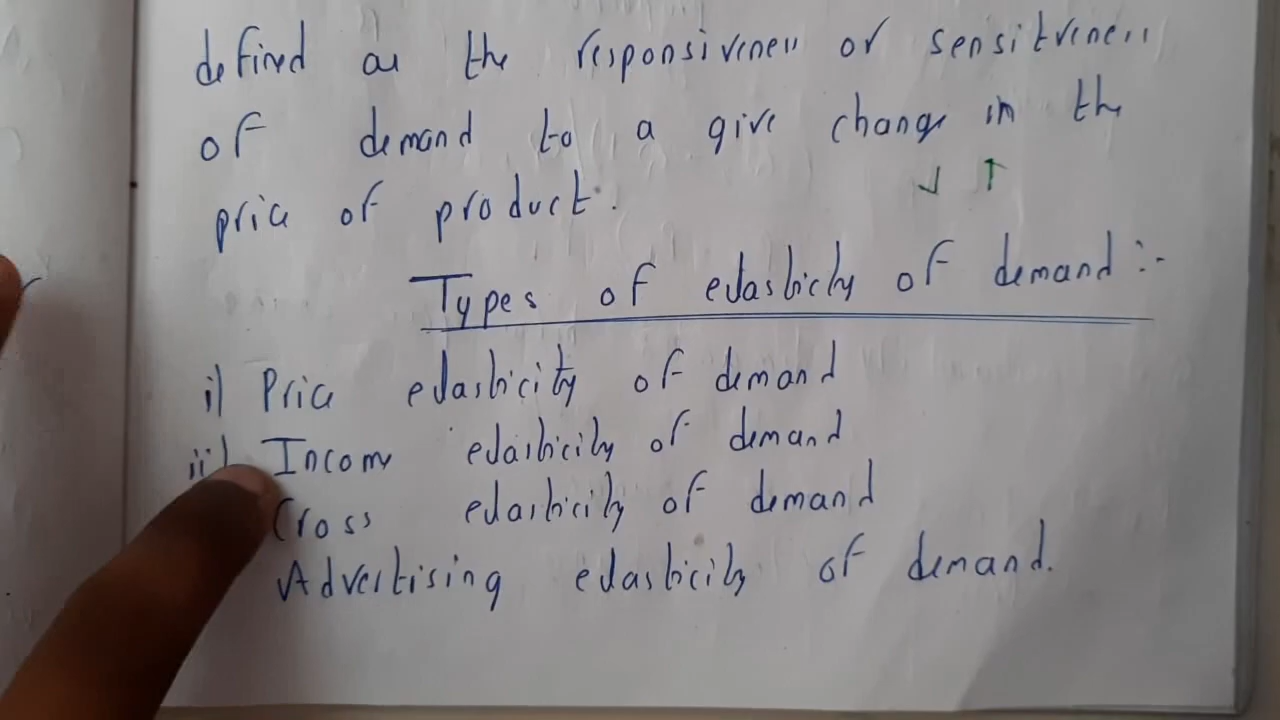 defined as the responsiveness or sensitiveness
of demand to a give change in the
price of product.
Types of elasticity of demand :-
i) Price elasticity of demand
ii) Income elasticity of demand
Cross elasticity of demand
Advertising elasticity of demand.